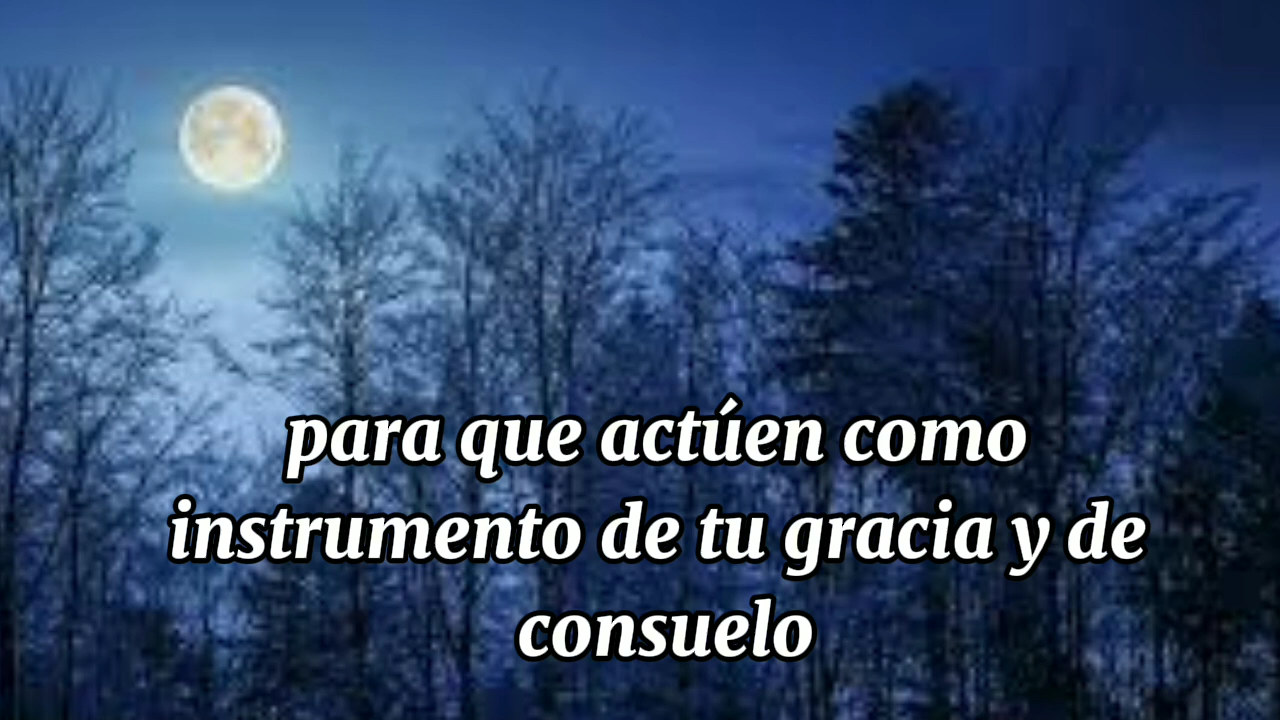 para que actúen como
instrumento de tu gracia y de
consuelo